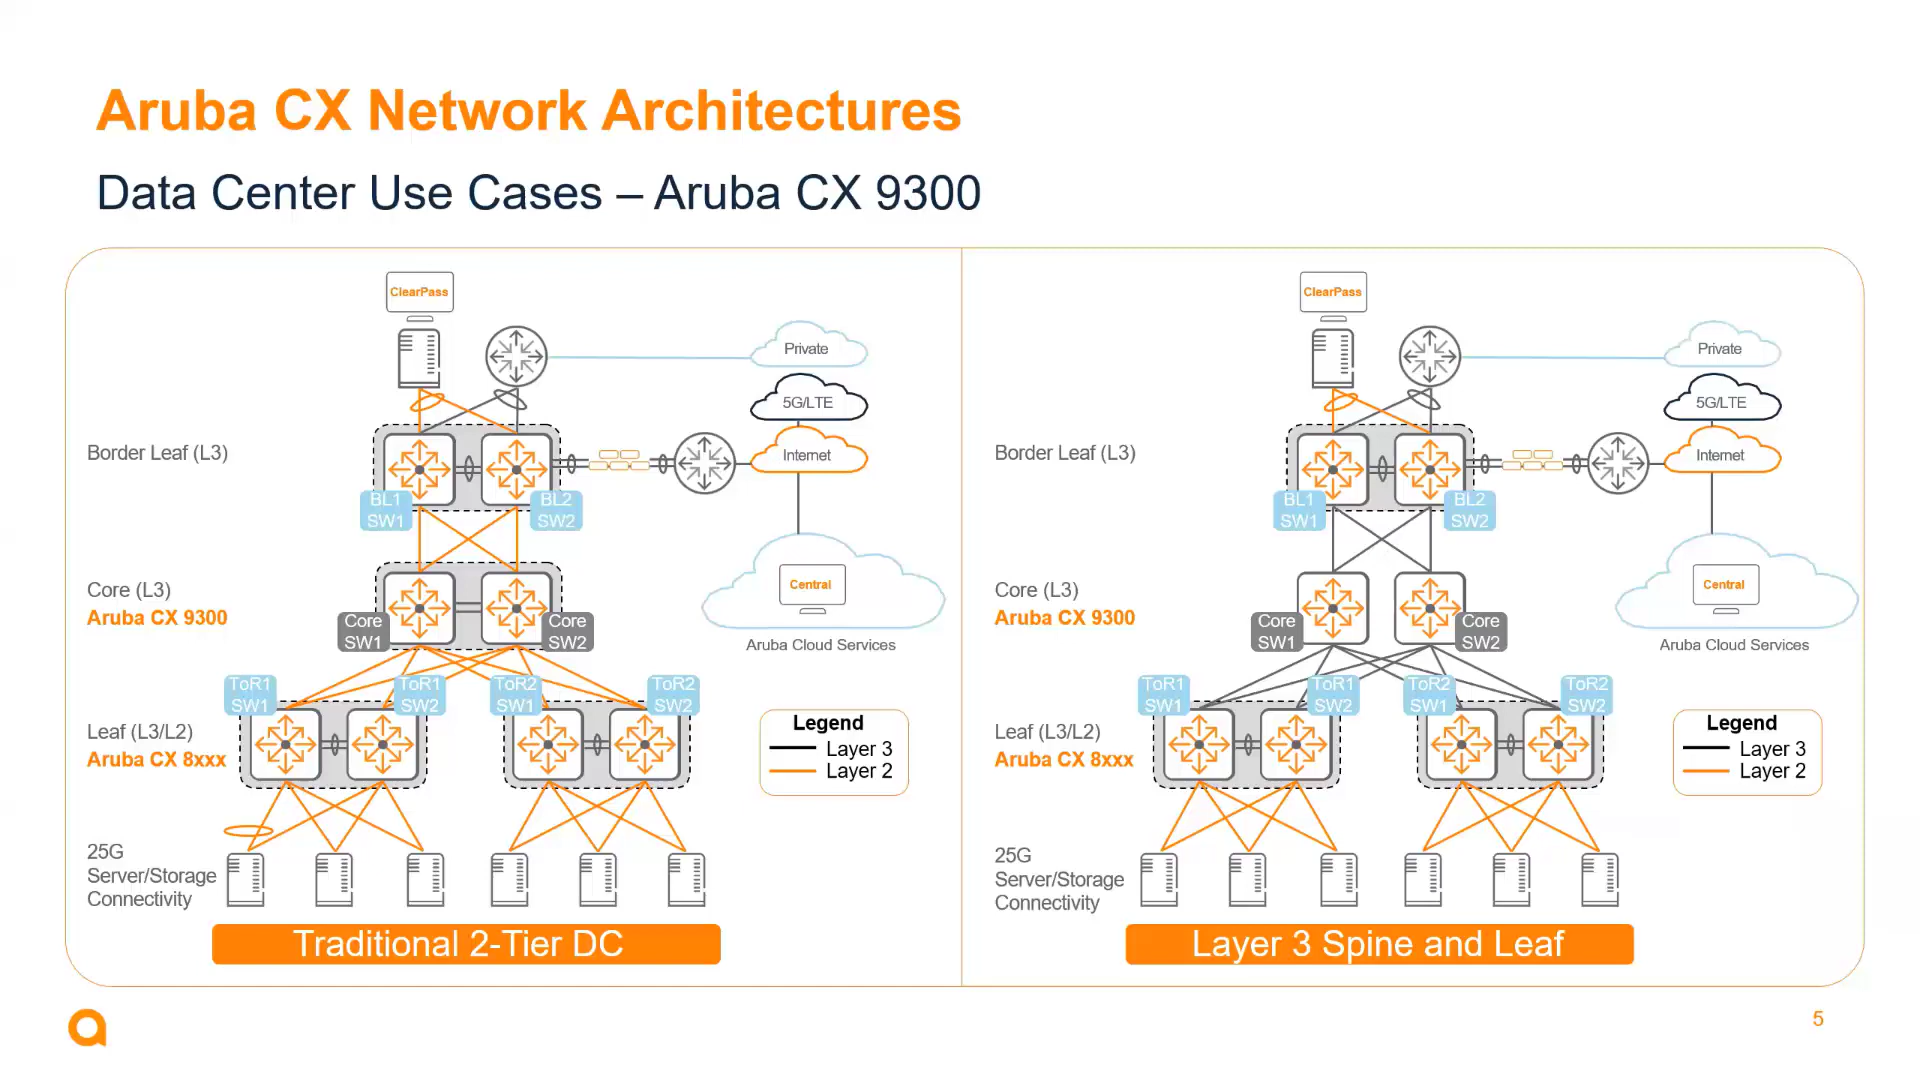 Aruba CX Network Architectures
Data Center Use Cases – Aruba CX 9300
ClearPass
Private
5G/LTE
Border Leaf (L3)
Internet
BL1
SW1
BL2
SW2
Core (L3)
Aruba CX 9300
Core
SW1
Core
SW2
Central
Aruba Cloud Services
ToR1
SW1
ToR1
SW2
ToR2
SW1
ToR2
SW2
Leaf (L3/L2)
Aruba CX 8xxx
Legend
Layer 3
Layer 2
25G
Server/Storage
Connectivity
Traditional 2-Tier DC
ClearPass
Private
5G/LTE
Border Leaf (L3)
Internet
BL1
SW1
BL2
SW2
Core (L3)
Aruba CX 9300
Core
SW1
Core
SW2
Central
Aruba Cloud Services
ToR1
SW1
ToR1
SW2
ToR2
SW1
ToR2
SW2
Leaf (L3/L2)
Aruba CX 8xxx
Legend
Layer 3
Layer 2
25G
Server/Storage
Connectivity
Layer 3 Spine and Leaf
5